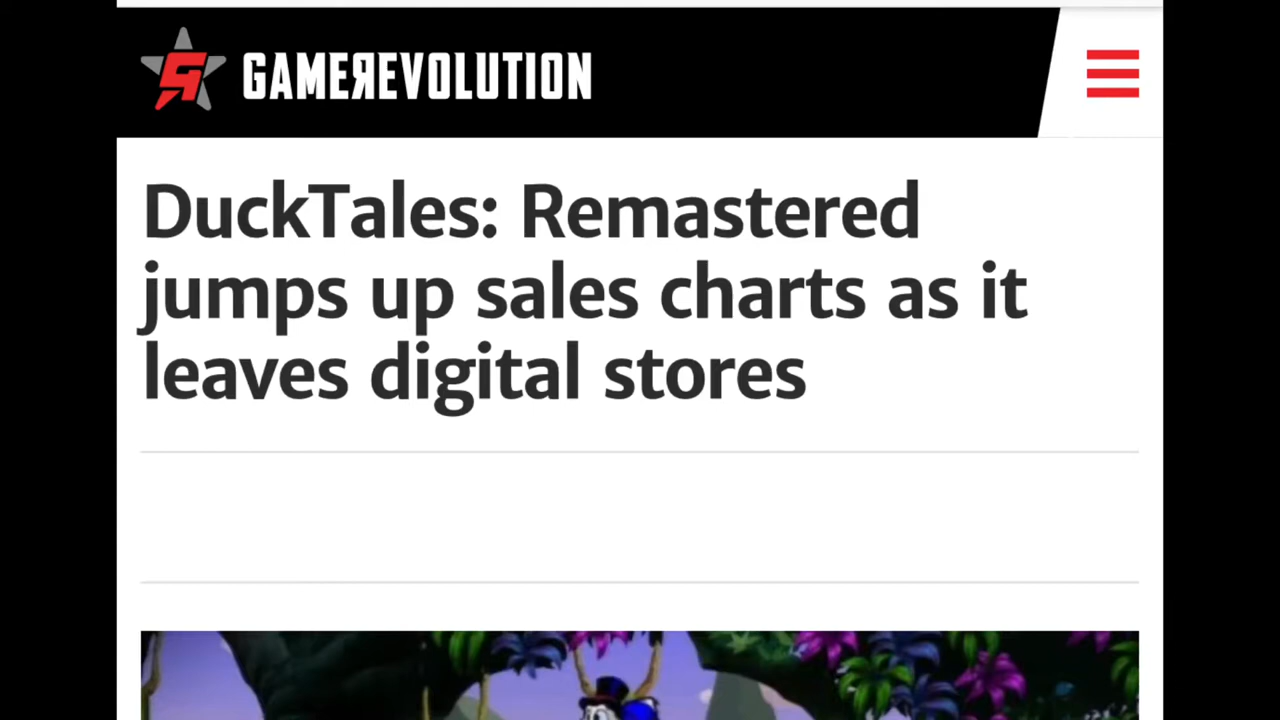 GAMEREVOLUTION
DuckTales: Remastered
jumps up sales charts as it
leaves digital stores